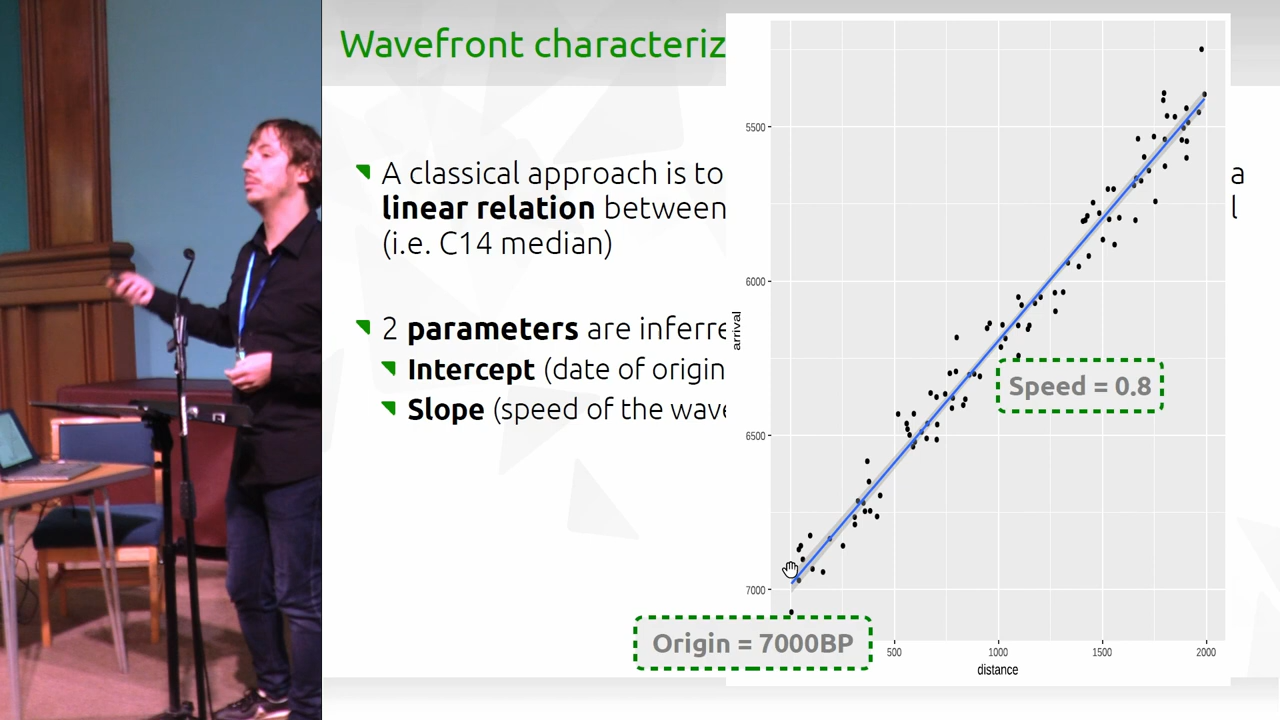 Wavefront characteriz
A classical approach is to
a
linear relation between
l
(i.e. C14 median)
2 parameters are inferre
Intercept (date of origin
Slope (speed of the wave
5500
6000
arrival
Speed = 0.8
6500
7000
Origin = 7000BP
500
1000
1500
2000
distance